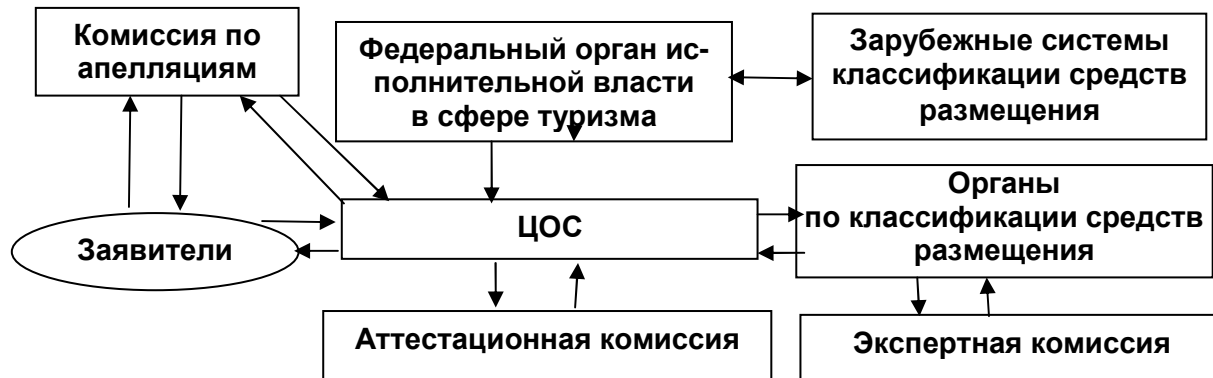 Комиссия по
апелляциям
Федеральный орган ис-
полнительной власти
в сфере туризма
Зарубежные системы
классификации средств
размещения
Заявители
ЦОС
Органы
по классификации средств
размещения
Аттестационная комиссия
Экспертная комиссия